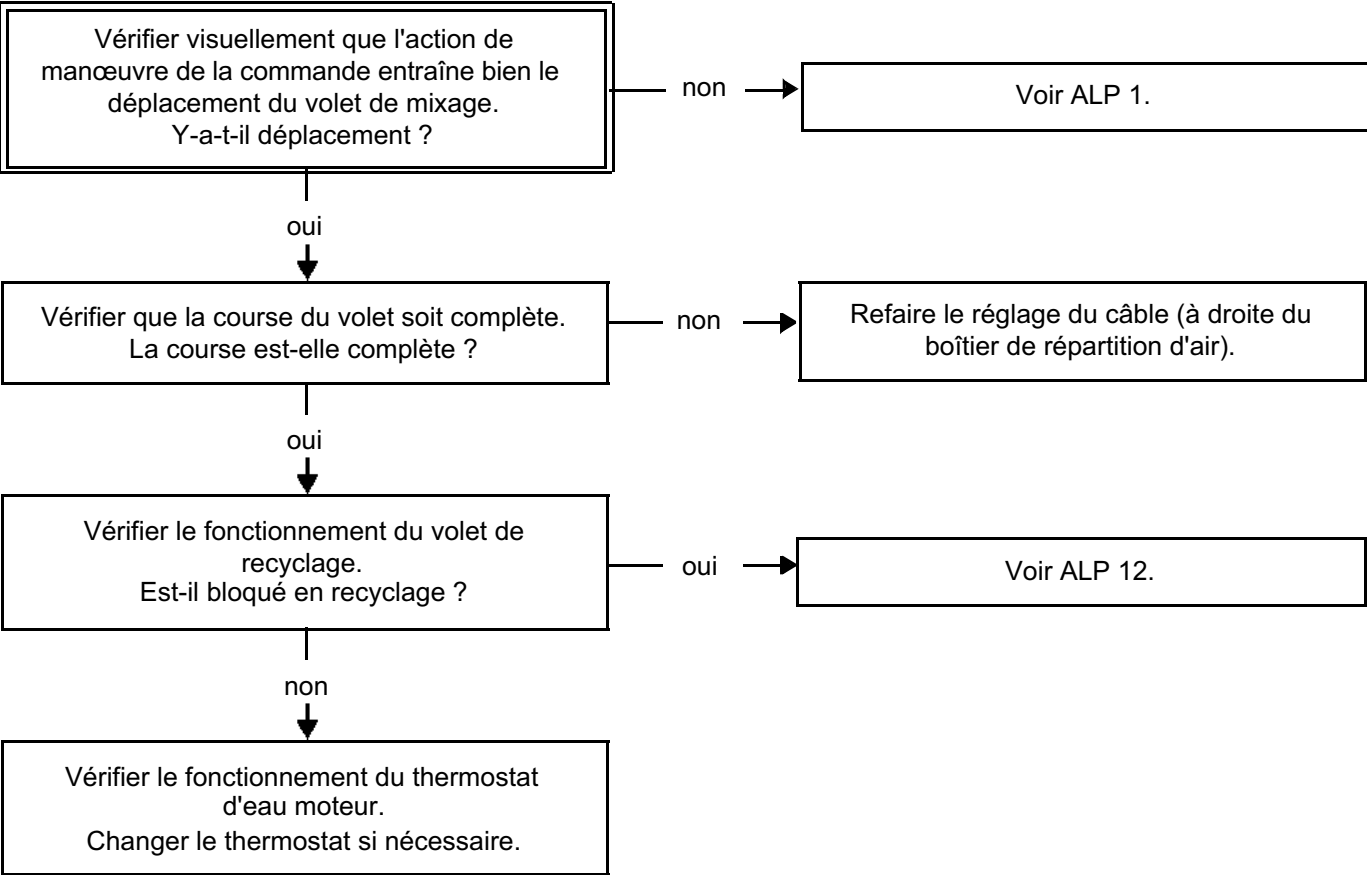 Vérifier visuellement que l'action de
manœuvre de la commande entraîne bien le
déplacement du volet de mixage.
Y-a-t-il déplacement ?
non
Voir ALP 1.
oui
Vérifier que la course du volet soit complète.
La course est-elle complète ?
non
Refaire le réglage du câble (à droite du
boîtier de répartition d'air).
oui
Vérifier le fonctionnement du volet de
recyclage.
Est-il bloqué en recyclage ?
oui
Voir ALP 12.
non
Vérifier le fonctionnement du thermostat
d'eau moteur.
Changer le thermostat si nécessaire.